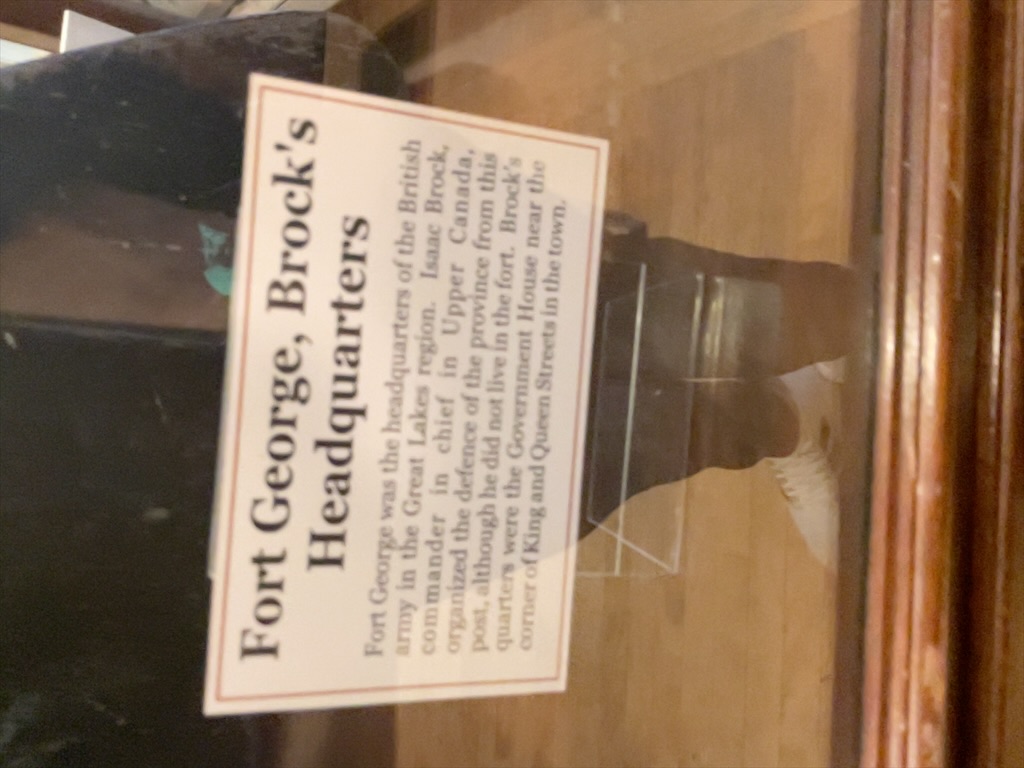 Fort George, Brock's
Headquarters
Fort George was the headquarters of the British
army in the Great Lakes region. Isaac Brock,
commander in chief in Upper Canada,
organized the defence of the province from this
post, although he did not live in the fort. Brock's
quarters were the Government House near the
corner of King and Queen Streets in the town.